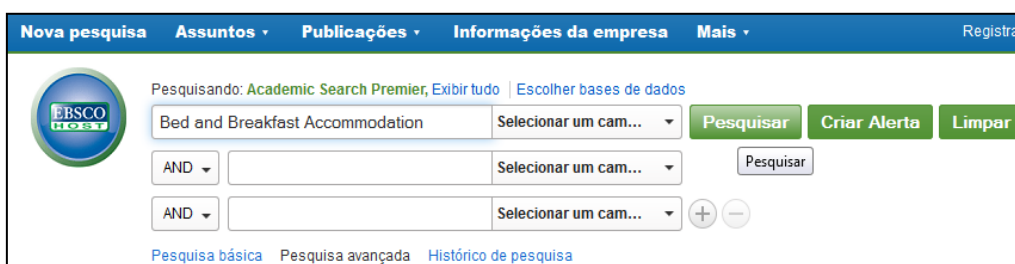 Nova pesquisa Assuntos Publicações Informações da empresa Mais Registra
Pesquisando: Academic Search Premier, Exibir tudo | Escolher bases de dados
EBSCO
HOST
Bed and Breakfast Accommodation Selecionar um cam... Pesquisar Criar Alerta Limpar
Pesquisar
AND Selecionar um cam...
AND Selecionar um cam...
Pesquisa básica Pesquisa avançada Histórico de pesquisa